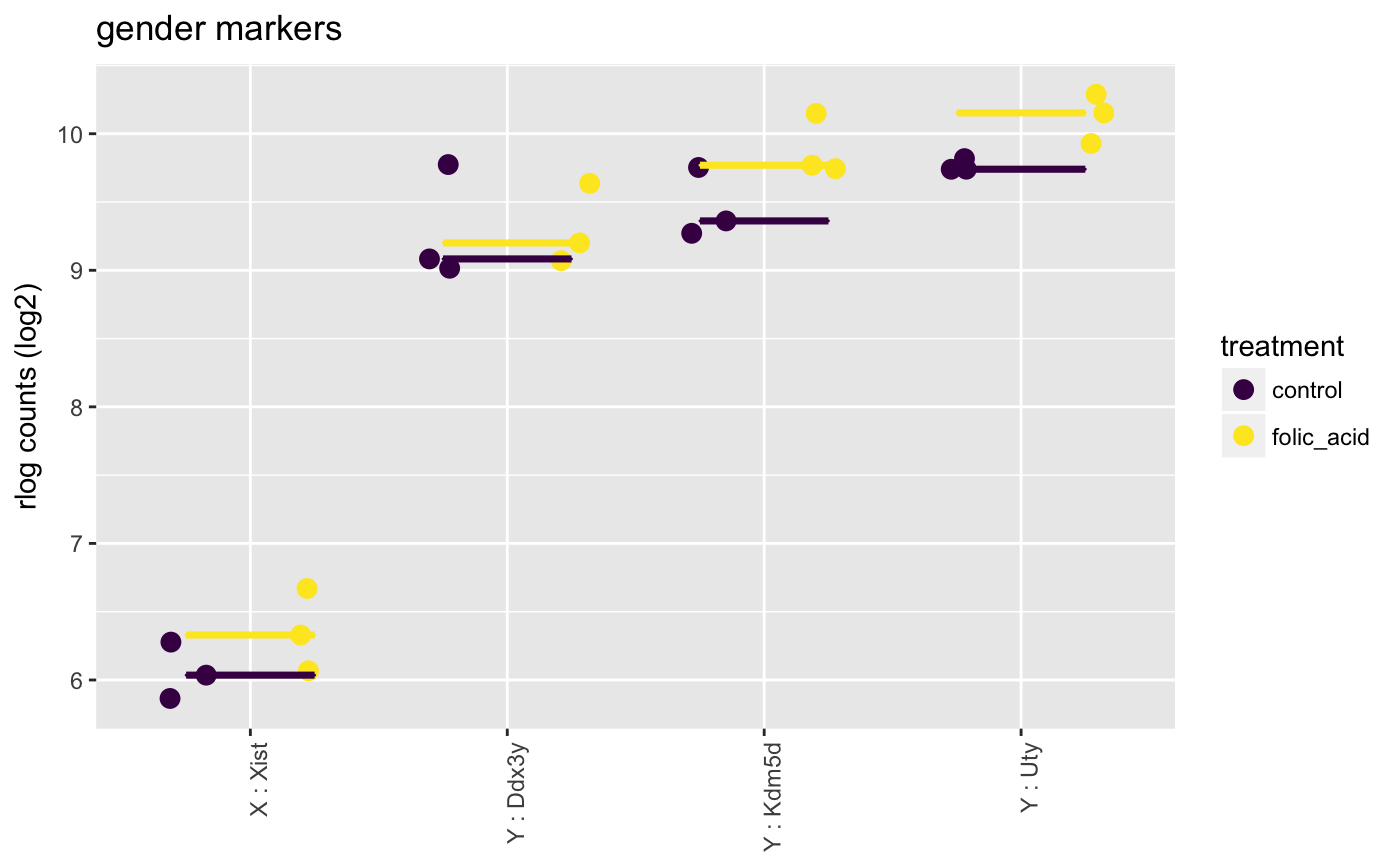 gender markers
rlog counts (log2)
10
9
8
7
6
X : Xist
Y : Ddx3y
Y : Kdm5d
Y : Uty
treatment
control
folic_acid